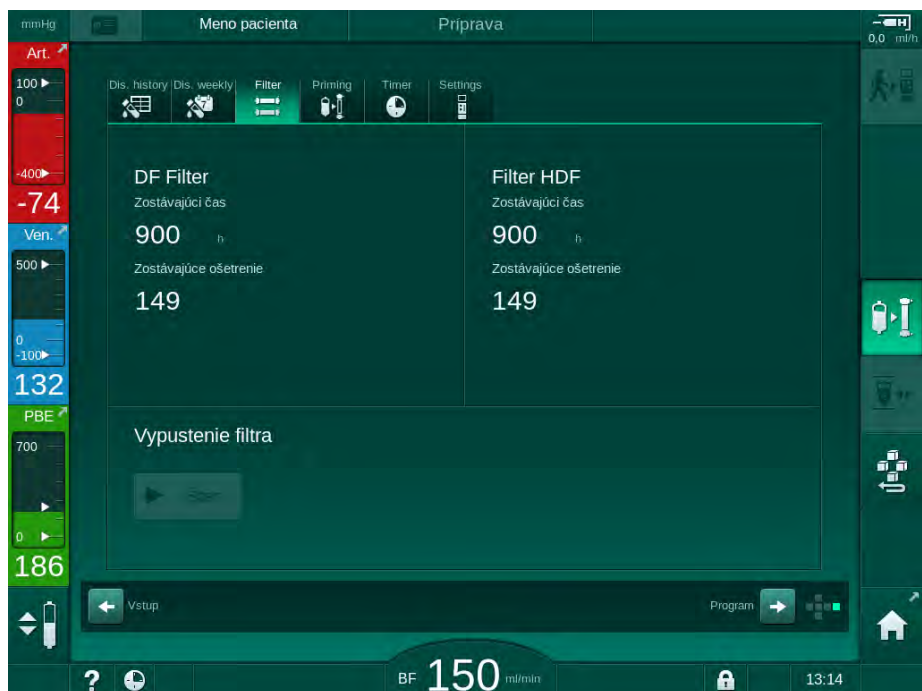 mmHg
Meno pacienta
Príprava
0,0 ml/h
Art.
100
0
-400
-74
Ven.
500
0
-100
132
PBE
700
0
186
Dis. history
Dis. weekly
Filter
Priming
Timer
Settings
7
DF Filter
Zostávajúci čas
900 h
Zostávajúce ošetrenie
149
Filter HDF
Zostávajúci čas
900 h
Zostávajúce ošetrenie
149
Vypustenie filtra
Vstup
Program
? BF 150 ml/min 13:14